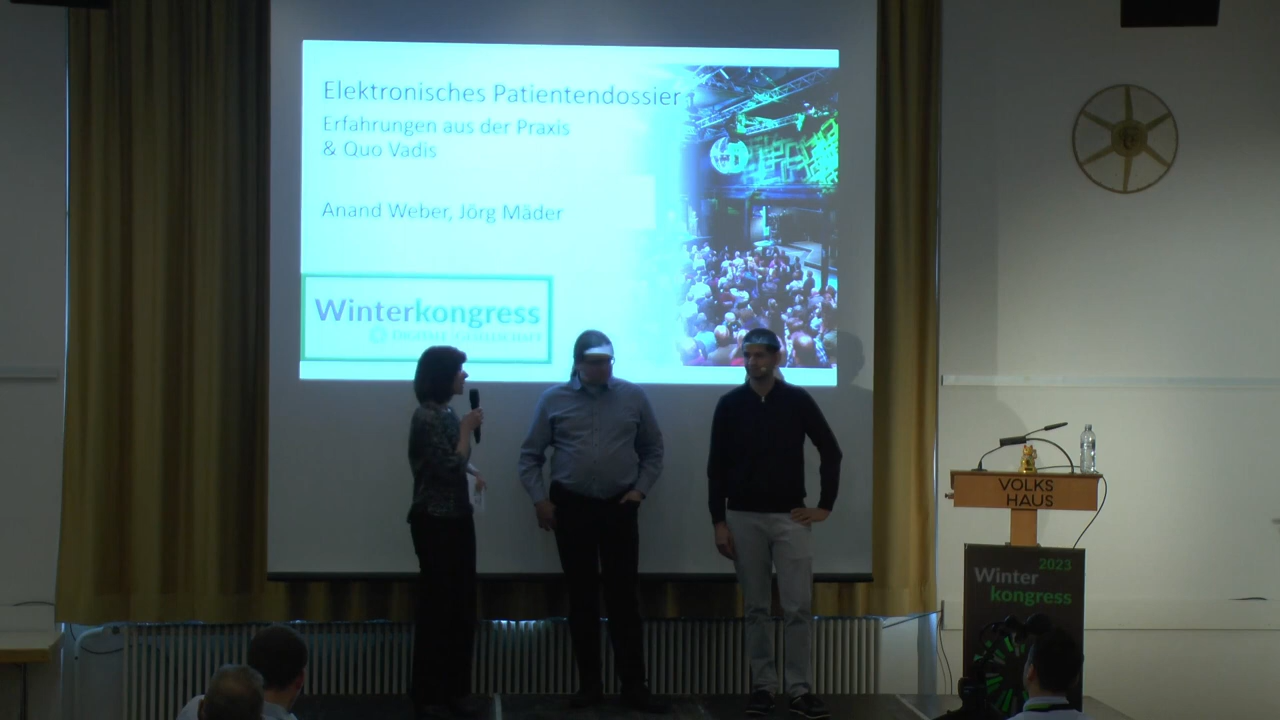 Elektronisches Patientendossier
Erfahrungen aus der Praxis
& Quo Vadis
Anand Weber, Jörg Mäder
Winterkongress
VOLKS
HAUS
2023
Winter
kongress